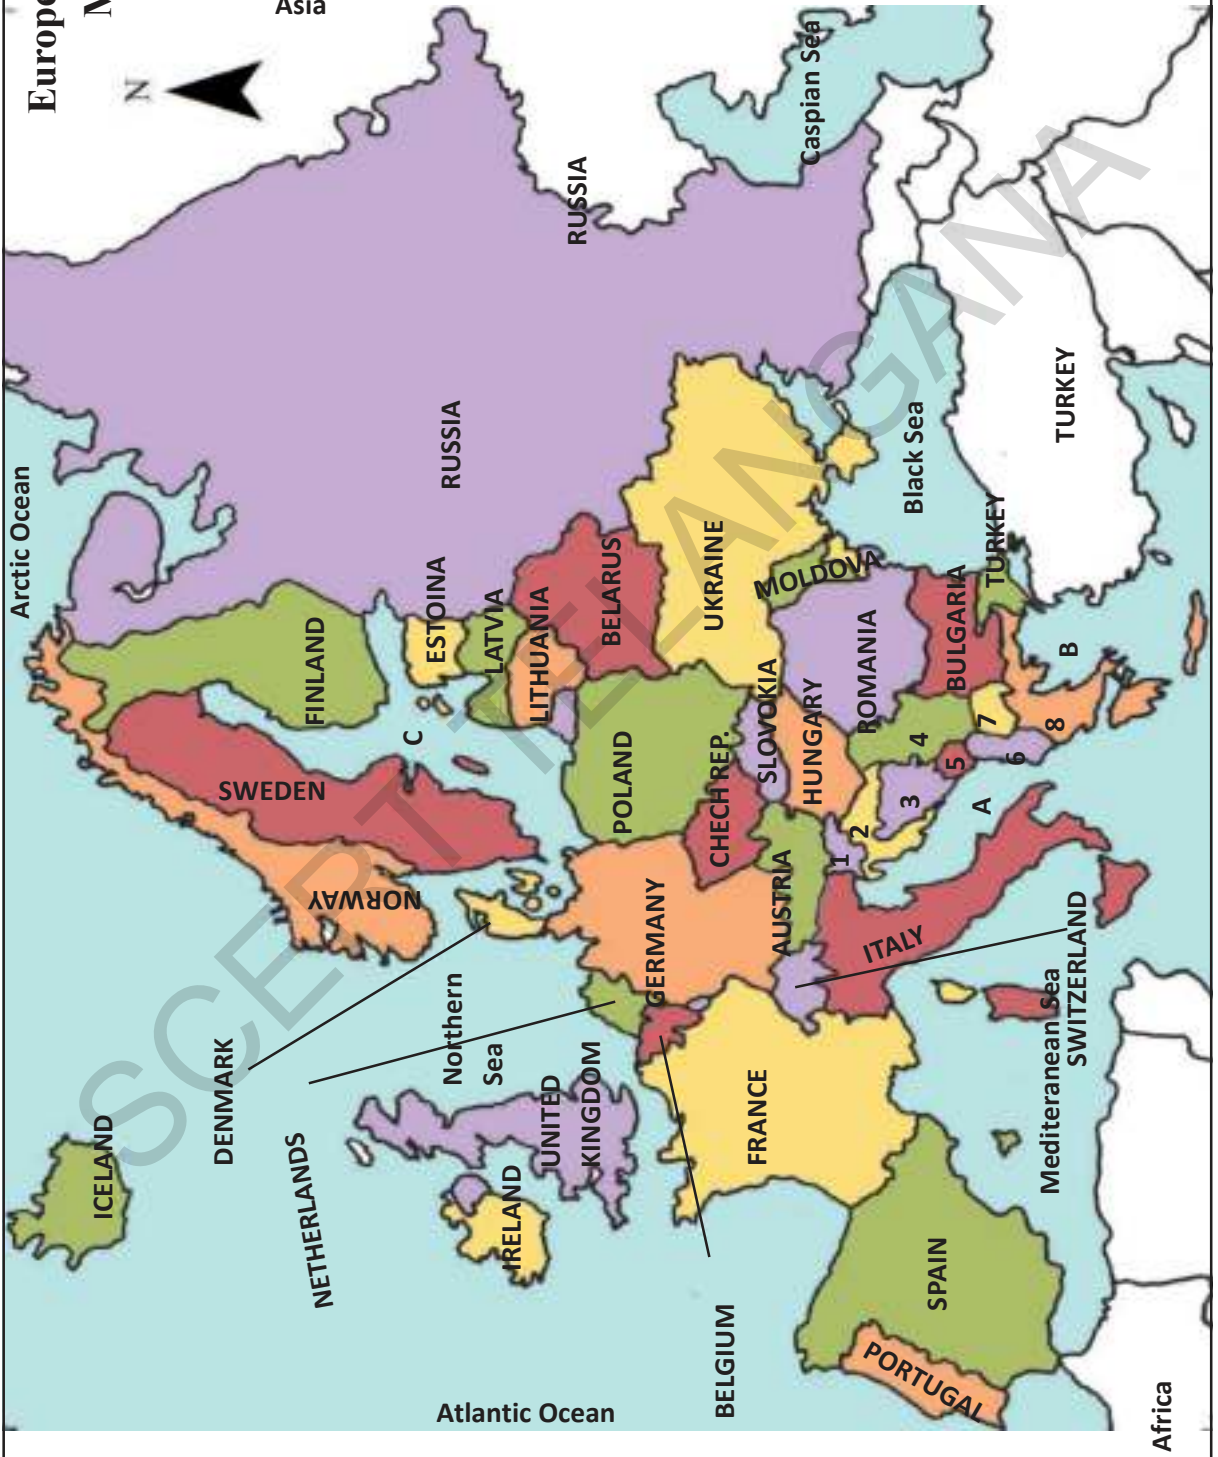 Europe
M
N
Asia
Arctic Ocean
RUSSIA
RUSSIA
Caspian Sea
ICELAND
NORWAY
SWEDEN
FINLAND
C
ESTOINA
LATVIA
LITHUANIA
BELARUS
DENMARK
NETHERLANDS
Northern
Sea
UNITED
KINGDOM
IRELAND
GERMANY
POLAND
UKRAINE
MOLDOVA
CHECH REP.
SLOVOKIA
AUSTRIA
HUNGARY
ROMANIA
BULGARIA
Black Sea
TURKEY
TURKEY
BELGIUM
FRANCE
SWITZERLAND
ITALY
1
2
3
4
5
6
7
8
A
B
Mediteranean Sea
SPAIN
PORTUGAL
Atlantic Ocean
Africa
SCERT TELANGANA